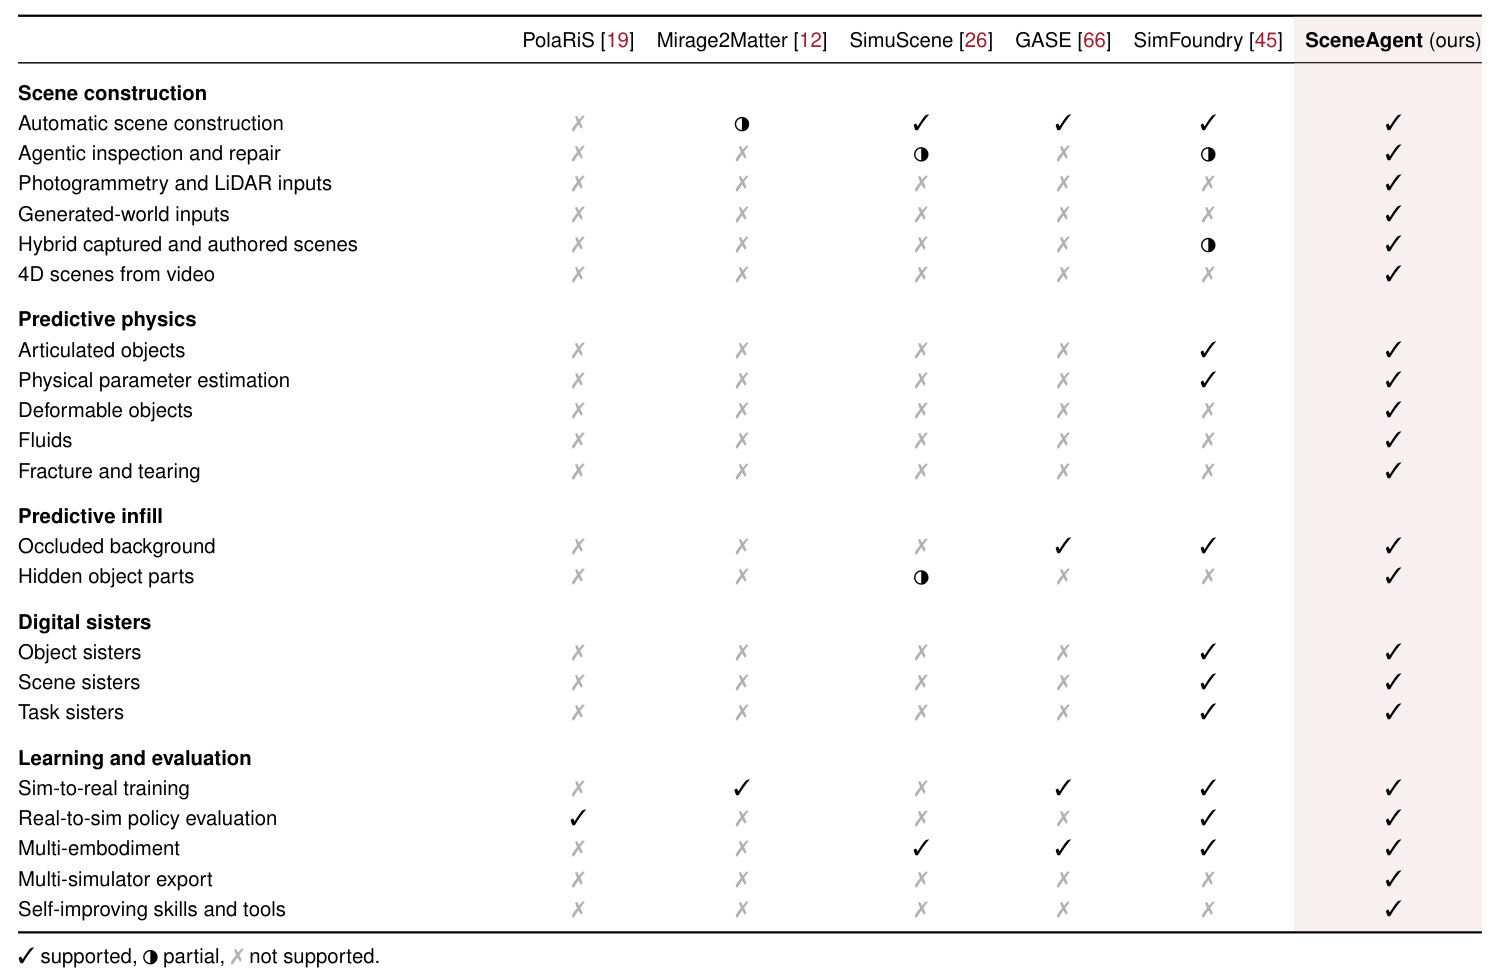 PolaRiS [19] Mirage2Matter [12] SimuScene [26] GASE [66] SimFoundry [45] SceneAgent (ours)
Scene construction
Automatic scene construction ✗ ◑ ✓ ✓ ✓ ✓
Agentic inspection and repair ✗ ✗ ◑ ✗ ◑ ✓
Photogrammetry and LiDAR inputs ✗ ✗ ✗ ✗ ✗ ✓
Generated-world inputs ✗ ✗ ✗ ✗ ✗ ✓
Hybrid captured and authored scenes ✗ ✗ ✗ ✗ ◑ ✓
4D scenes from video ✗ ✗ ✗ ✗ ✗ ✓
Predictive physics
Articulated objects ✗ ✗ ✗ ✗ ✓ ✓
Physical parameter estimation ✗ ✗ ✗ ✗ ✓ ✓
Deformable objects ✗ ✗ ✗ ✗ ✗ ✓
Fluids ✗ ✗ ✗ ✗ ✗ ✓
Fracture and tearing ✗ ✗ ✗ ✗ ✗ ✓
Predictive infill
Occluded background ✗ ✗ ✗ ✓ ✓ ✓
Hidden object parts ✗ ✗ ◑ ✗ ✗ ✓
Digital sisters
Object sisters ✗ ✗ ✗ ✗ ✓ ✓
Scene sisters ✗ ✗ ✗ ✗ ✓ ✓
Task sisters ✗ ✗ ✗ ✗ ✓ ✓
Learning and evaluation
Sim-to-real training ✗ ✓ ✗ ✓ ✓ ✓
Real-to-sim policy evaluation ✓ ✗ ✗ ✗ ✓ ✓
Multi-embodiment ✗ ✗ ✓ ✓ ✓ ✓
Multi-simulator export ✗ ✗ ✗ ✗ ✗ ✓
Self-improving skills and tools ✗ ✗ ✗ ✗ ✗ ✓
✓ supported, ◑ partial, ✗ not supported.